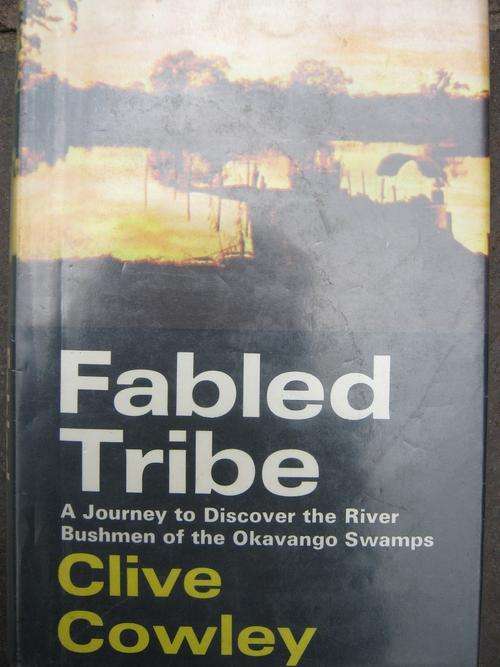 Fabled
Tribe
A Journey to Discover the River
Bushmen of the Okavango Swamps
Clive
Cowley